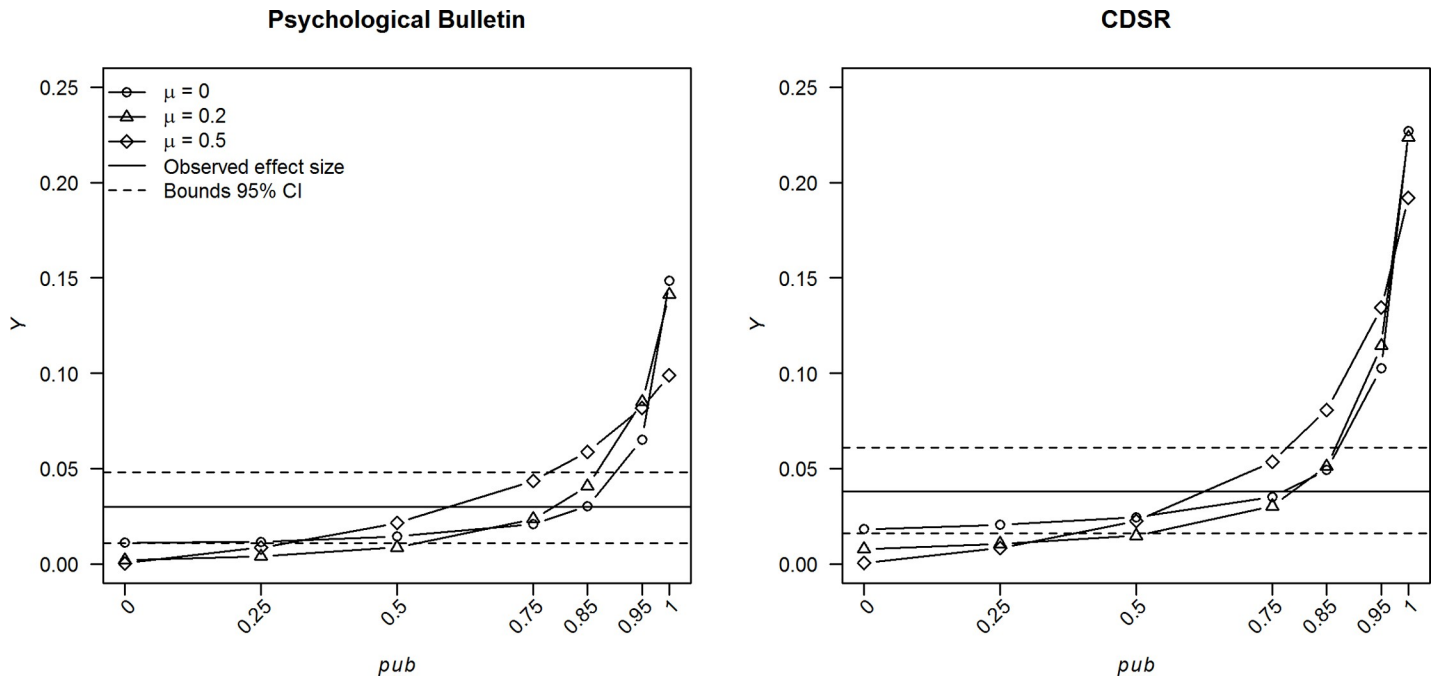 Psychological Bulletin
0.25
0.20
0.15
0.10
0.05
0.00
Y
μ = 0
μ = 0.2
μ = 0.5
Observed effect size
Bounds 95% CI
0
0.25
0.5
0.75
0.85
0.95
1
pub
CDSR
0.25
0.20
0.15
0.10
0.05
0.00
Y
0
0.25
0.5
0.75
0.85
0.95
1
pub